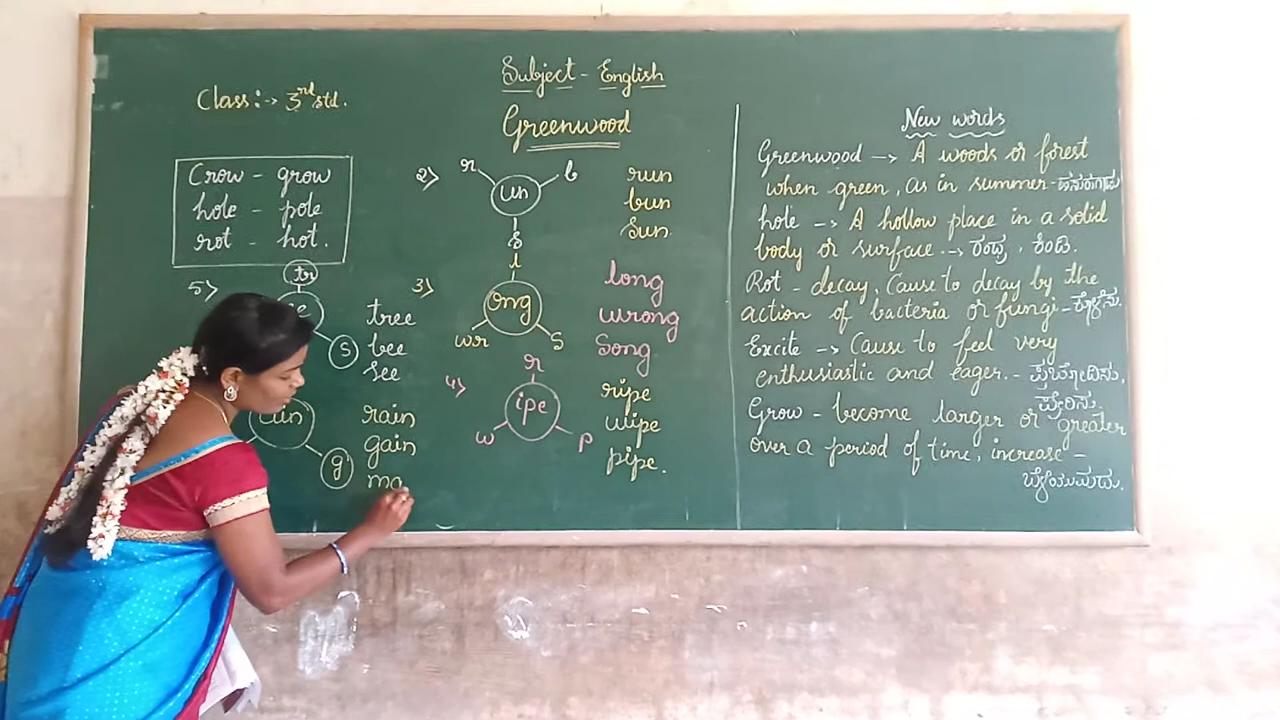 Subject - English
Class :-> 3rd std.
Greenwood
Crow - grow
hole - pole
rot - hot.
2>
r
b
un
s
run
bun
Sun.
3>
l
ong
wr
s
long
wrong
Song.
4>
r
ipe
w
p
ripe
wipe
pipe.
5>
tr
s
tree
bee
see
g
rain
gain
ma
New words
Greenwood -> A woods or forest
when green, as in summer-
hole -> A hollow place in a solid
body or surface. ->
Rot - decay, Cause to decay by the
action of bacteria or fungi-
Excite -> Cause to feel very
enthusiastic and eager. - ಪ್ರಚೋದಿಸು,
ಪ್ರೇರಿಸು.
Grow - become larger or greater
over a period of time, increase -
ಬೆಳೆಯುವುದು.